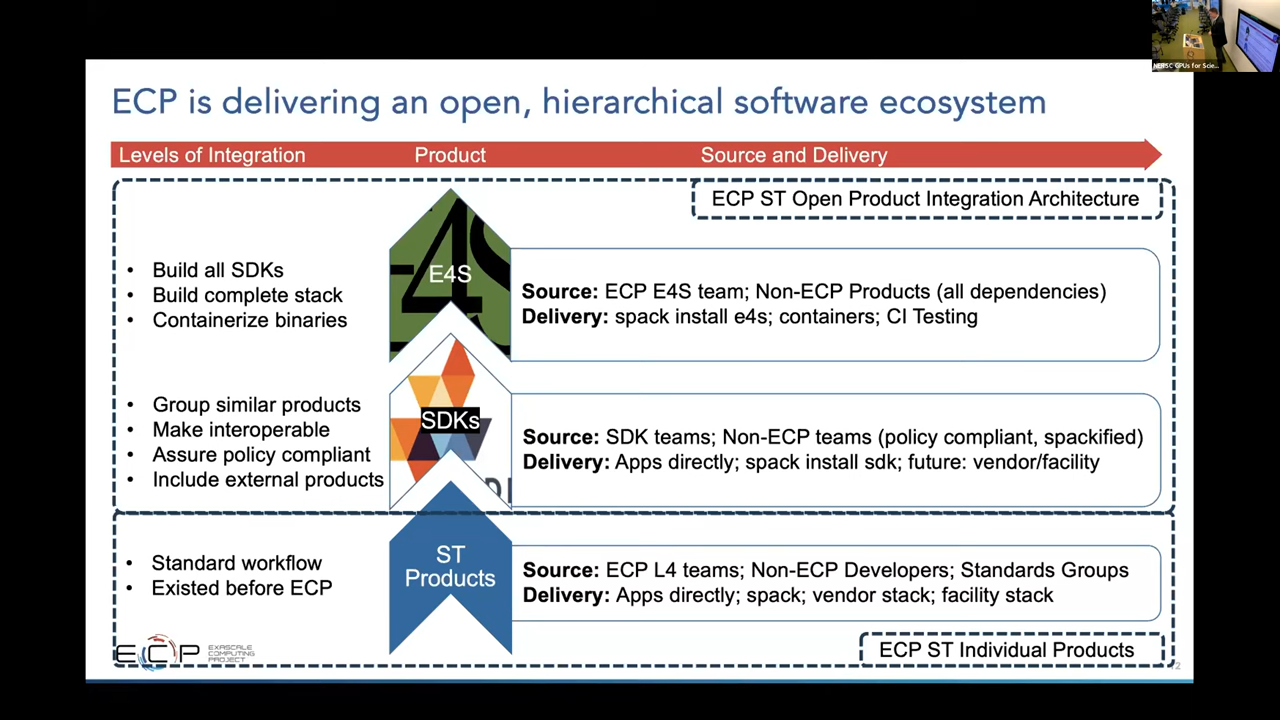 NERSC GPUs for Scie...
ECP is delivering an open, hierarchical software ecosystem
Levels of Integration
Product
Source and Delivery
ECP ST Open Product Integration Architecture
• Build all SDKs
• Build complete stack
• Containerize binaries
E4S
Source: ECP E4S team; Non-ECP Products (all dependencies)
Delivery: spack install e4s; containers; CI Testing
• Group similar products
• Make interoperable
• Assure policy compliant
• Include external products
SDKs
Source: SDK teams; Non-ECP teams (policy compliant, spackified)
Delivery: Apps directly; spack install sdk; future: vendor/facility
• Standard workflow
• Existed before ECP
ST
Products
Source: ECP L4 teams; Non-ECP Developers; Standards Groups
Delivery: Apps directly; spack; vendor stack; facility stack
ECP
EXASCALE
COMPUTING
PROJECT
ECP ST Individual Products